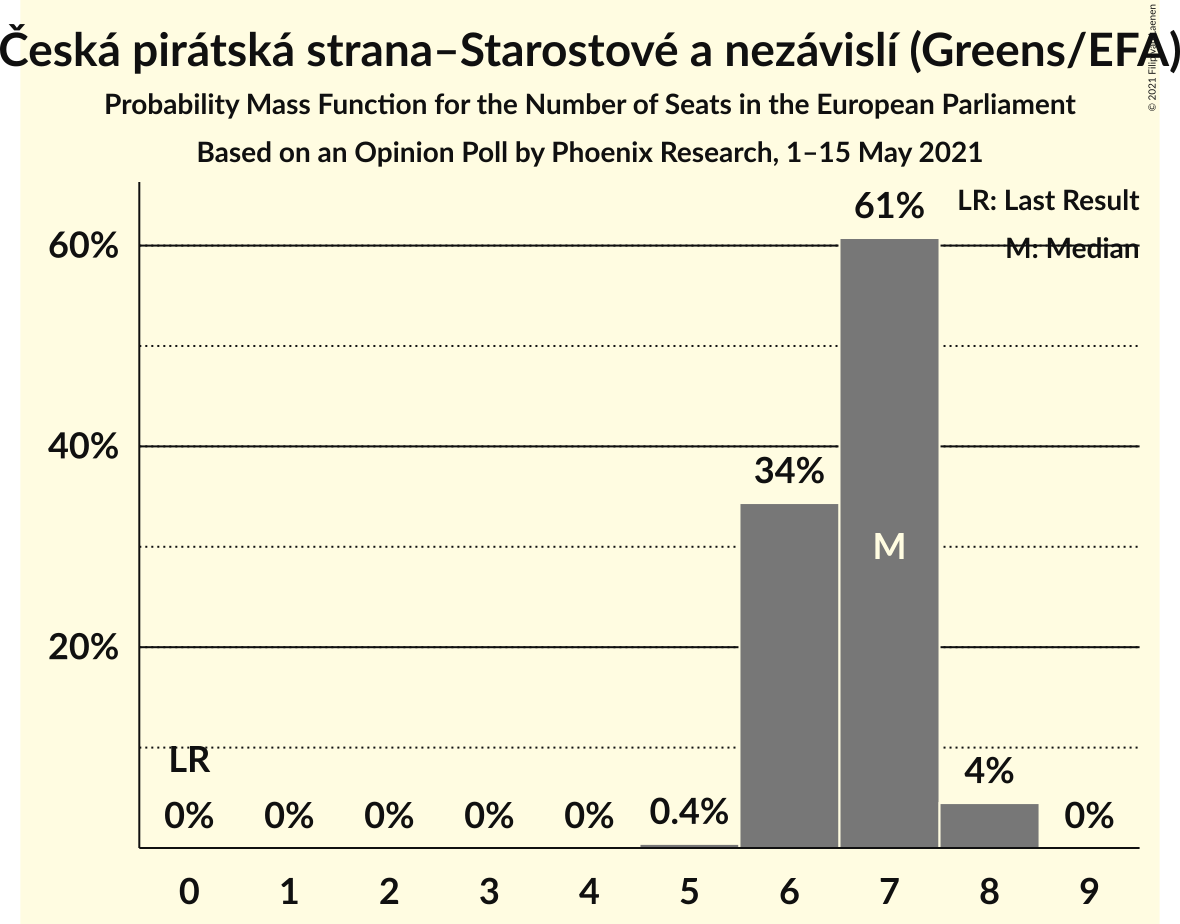 Česká pirátská strana–Starostové a nezávislí (Greens/EFA)
Probability Mass Function for the Number of Seats in the European Parliament
Based on an Opinion Poll by Phoenix Research, 1–15 May 2021
© 2021 Filip
LR: Last Result
M: Median
61%
60%
40%
34%
M
20%
LR
4%
0% 0% 0% 0% 0% 0.4% 0%
0 1 2 3 4 5 6 7 8 9